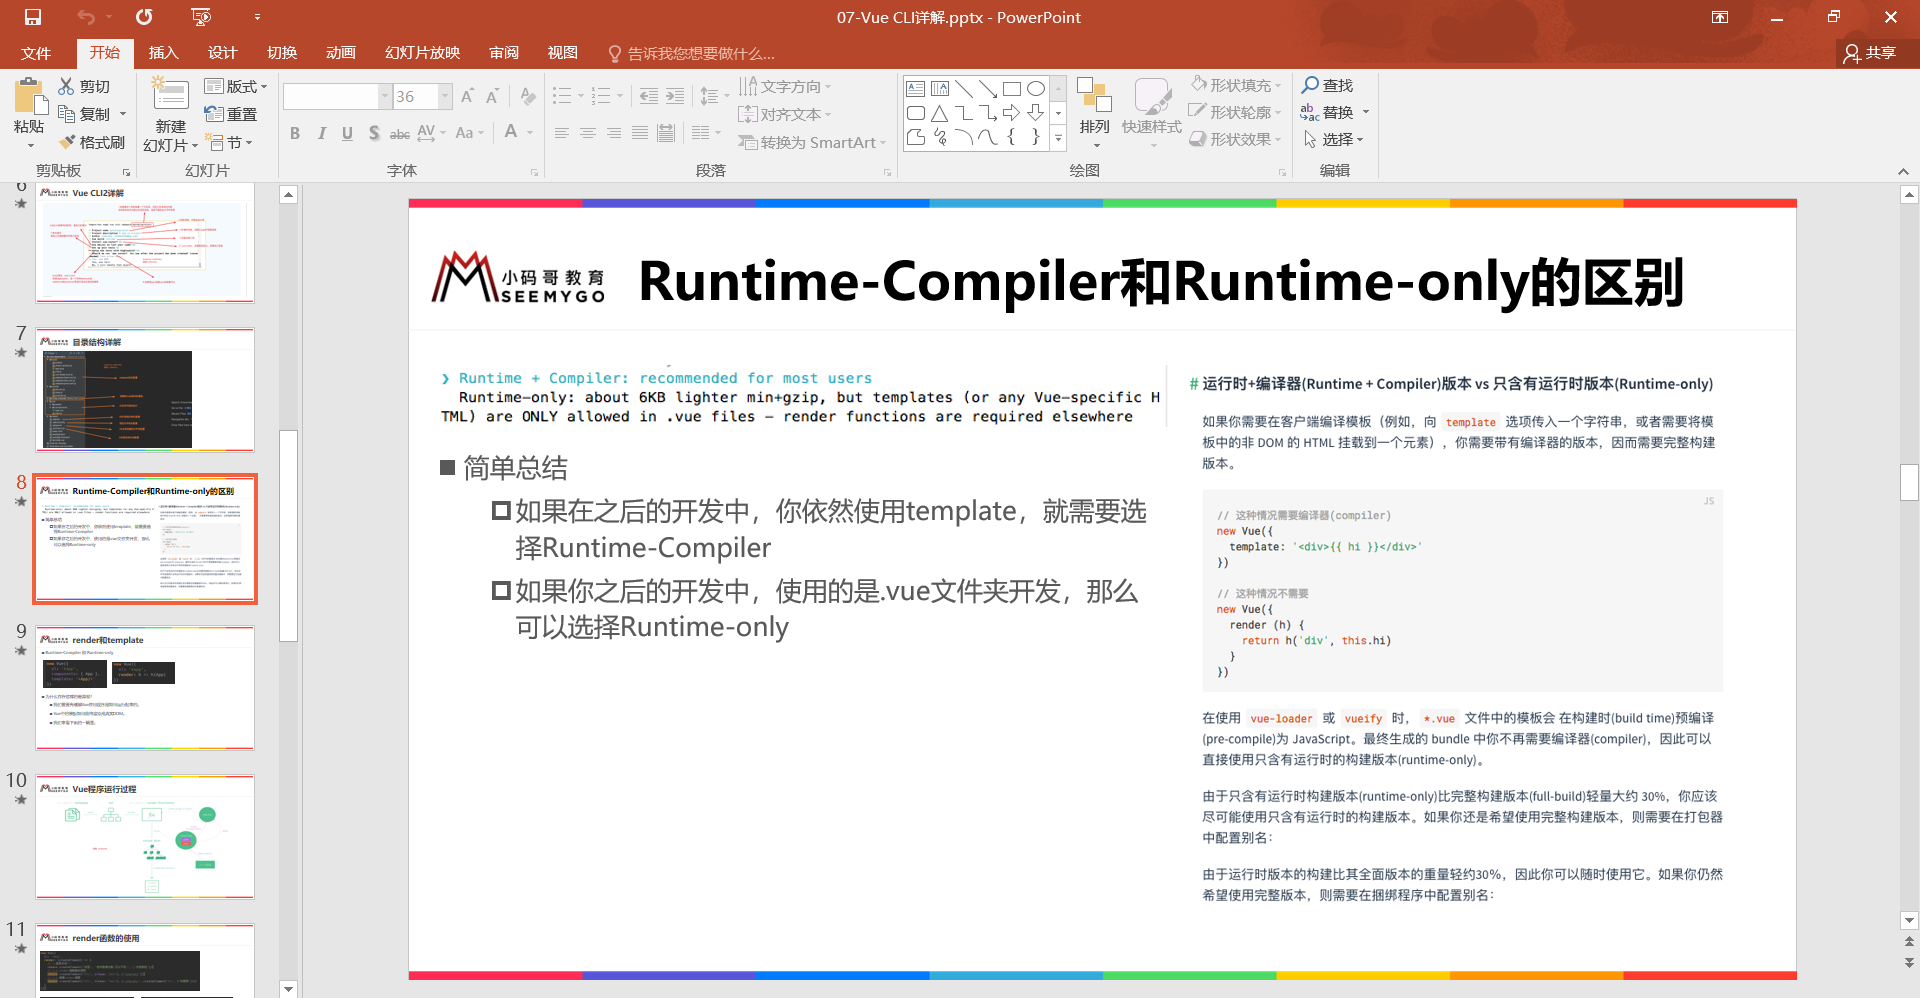 07-Vue CLI详解.pptx - PowerPoint
文件 开始 插入 设计 切换 动画 幻灯片放映 审阅 视图 告诉我您想要做什么... 共享
粘贴 剪切 复制 格式刷 剪贴板
新建 幻灯片 版式 重置 节 幻灯片
36
B I U S abc AV Aa A
字体
文字方向 对齐文本 转换为 SmartArt
段落
排列 快速样式 形状填充 形状轮廓 形状效果
绘图
查找 替换 选择
编辑
6
Vue CLI2详解
7
目录结构详解
8
Runtime-Compiler和Runtime-only的区别
9
render和template
10
Vue程序运行过程
11
render函数的使用
小码哥教育
SEEMYGO
Runtime-Compiler和Runtime-only的区别
❯ Runtime + Compiler: recommended for most users
Runtime-only: about 6KB lighter min+gzip, but templates (or any Vue-specific H
TML) are ONLY allowed in .vue files - render functions are required elsewhere
简单总结
如果在之后的开发中，你依然使用template，就需要选
择Runtime-Compiler
如果你之后的开发中，使用的是.vue文件夹开发，那么
可以选择Runtime-only
# 运行时+编译器(Runtime + Compiler)版本 vs 只含有运行时版本(Runtime-only)
如果你需要在客户端编译模板（例如，向 template 选项传入一个字符串，或者需要将模
板中的非 DOM 的 HTML 挂载到一个元素），你需要带有编译器的版本，因而需要完整构建
版本。
JS
// 这种情况需要编译器(compiler)
new Vue({
template: '<div>{{ hi }}</div>'
})
// 这种情况不需要
new Vue({
render (h) {
return h('div', this.hi)
}
})
在使用 vue-loader 或 vueify 时， *.vue 文件中的模板会 在构建时(build time)预编译
(pre-compile)为 JavaScript。最终生成的 bundle 中你不再需要编译器(compiler)，因此可以
直接使用只含有运行时的构建版本(runtime-only)。
由于只含有运行时构建版本(runtime-only)比完整构建版本(full-build)轻量大约 30%，你应该
尽可能使用只含有运行时的构建版本。如果你还是希望使用完整构建版本，则需要在打包器
中配置别名：
由于运行时版本的构建比其全面版本的重量轻约30%，因此你可以随时使用它。如果你仍然
希望使用完整版本，则需要在捆绑程序中配置别名：